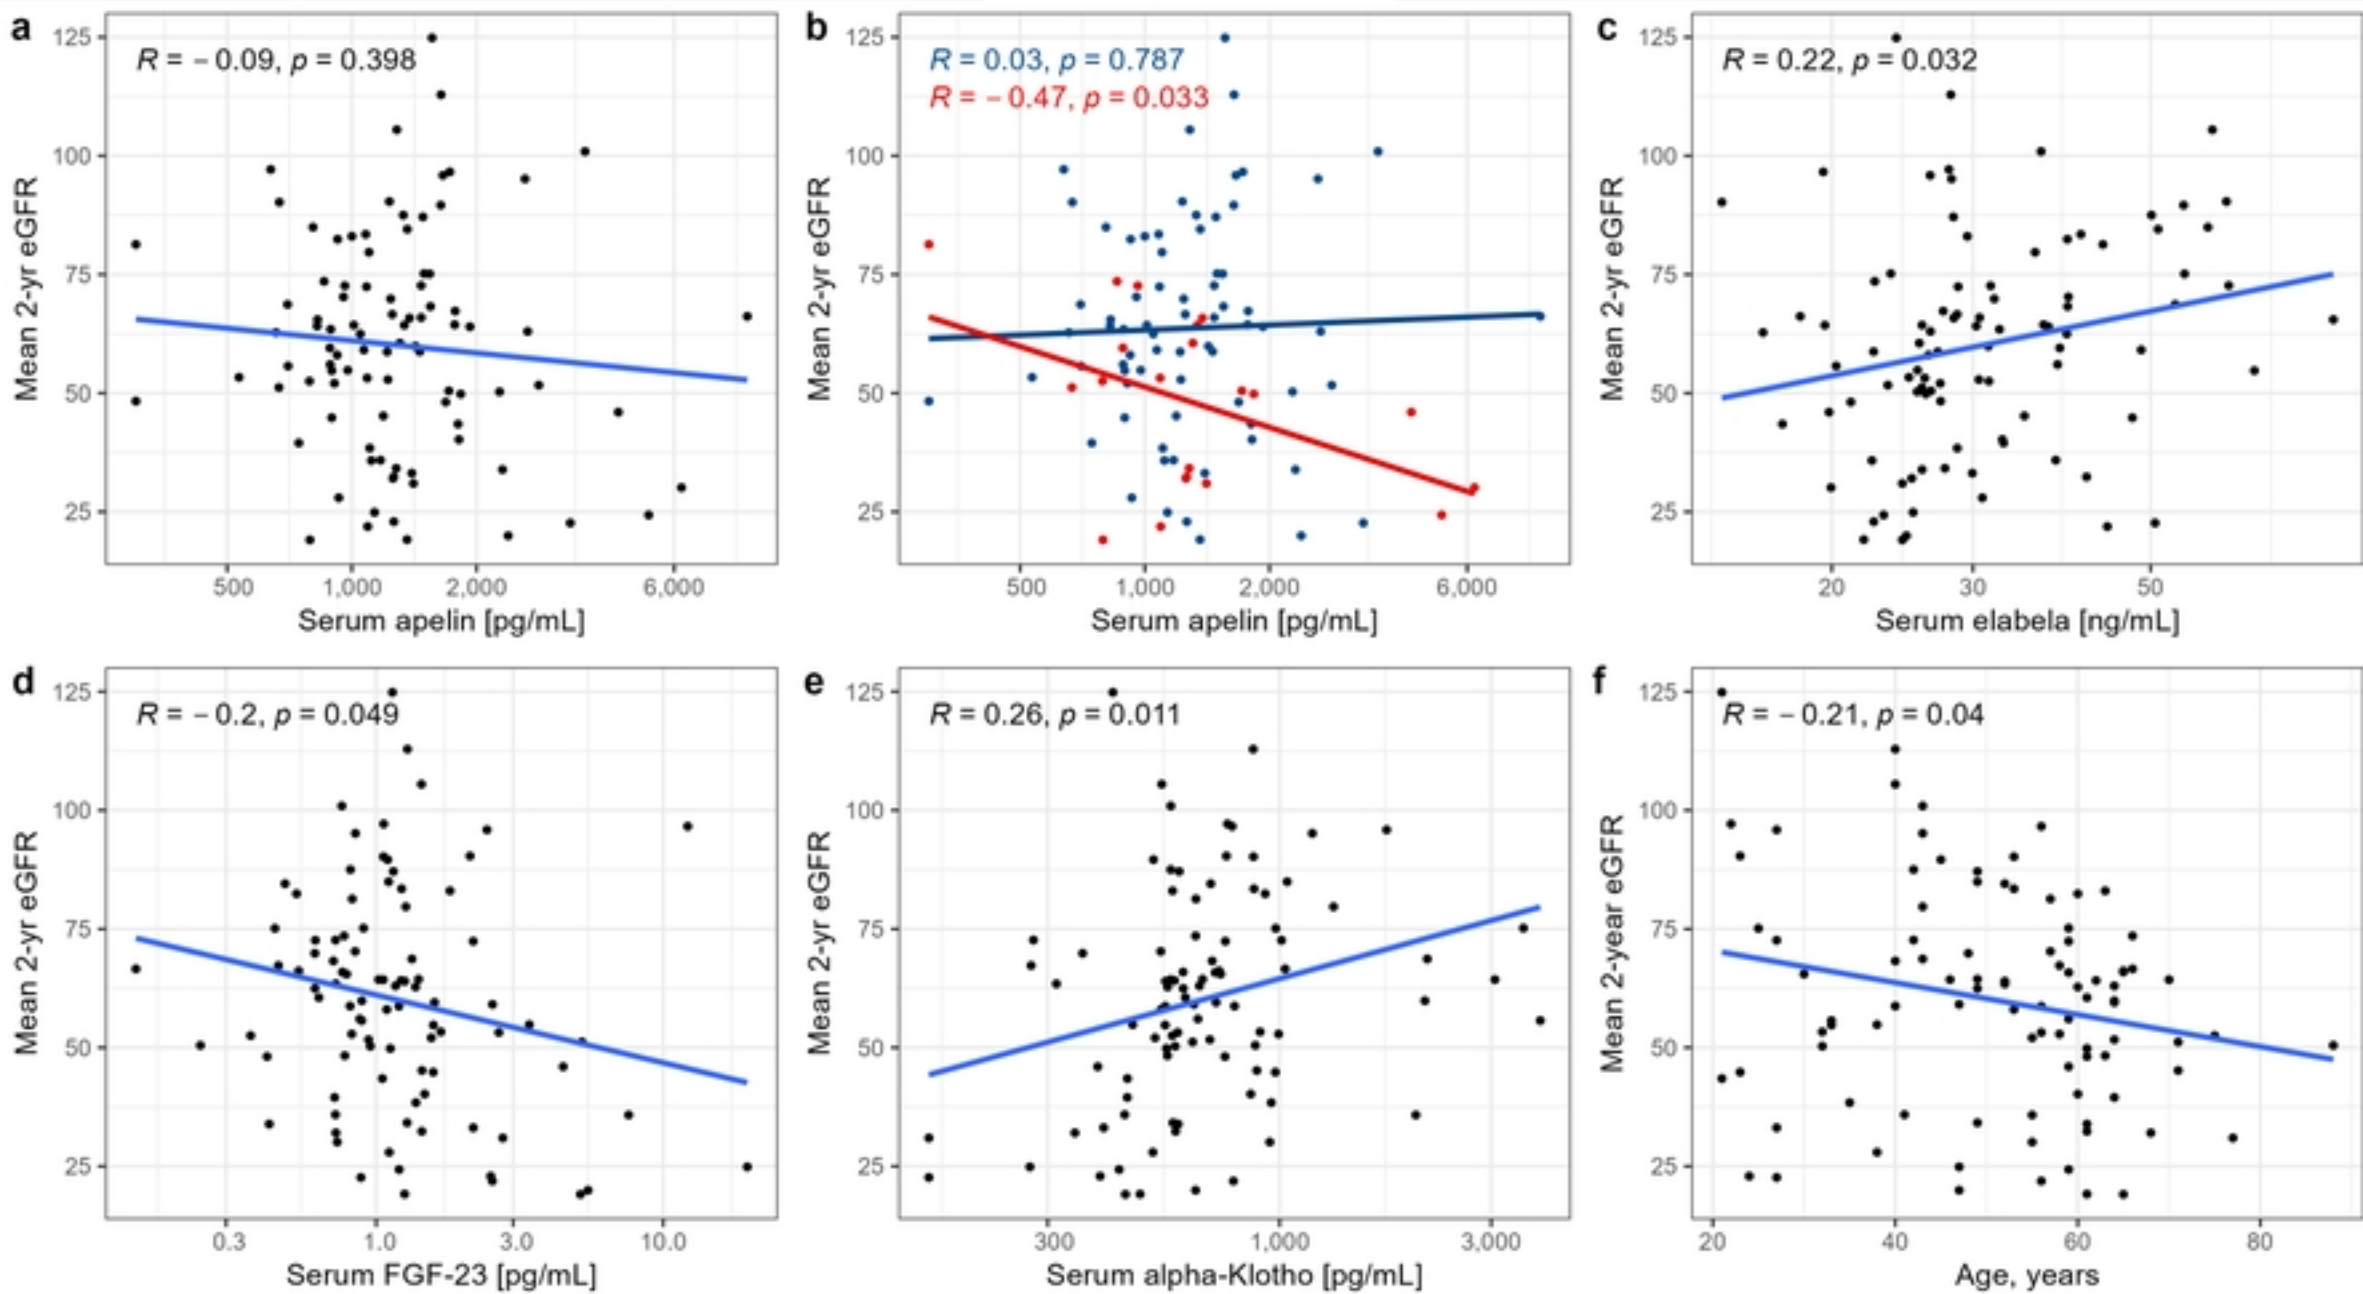 a
R = − 0.09, p = 0.398
125
100
75
50
25
Mean 2-yr eGFR
500 1,000 2,000 6,000
Serum apelin [pg/mL]
b
R = 0.03, p = 0.787
R = − 0.47, p = 0.033
125
100
75
50
25
Mean 2-yr eGFR
500 1,000 2,000 6,000
Serum apelin [pg/mL]
c
R = 0.22, p = 0.032
125
100
75
50
25
Mean 2-yr eGFR
20 30 50
Serum elabela [ng/mL]
d
R = − 0.2, p = 0.049
125
100
75
50
25
Mean 2-yr eGFR
0.3 1.0 3.0 10.0
Serum FGF-23 [pg/mL]
e
R = 0.26, p = 0.011
125
100
75
50
25
Mean 2-yr eGFR
300 1,000 3,000
Serum alpha-Klotho [pg/mL]
f
R = − 0.21, p = 0.04
125
100
75
50
25
Mean 2-year eGFR
20 40 60 80
Age, years